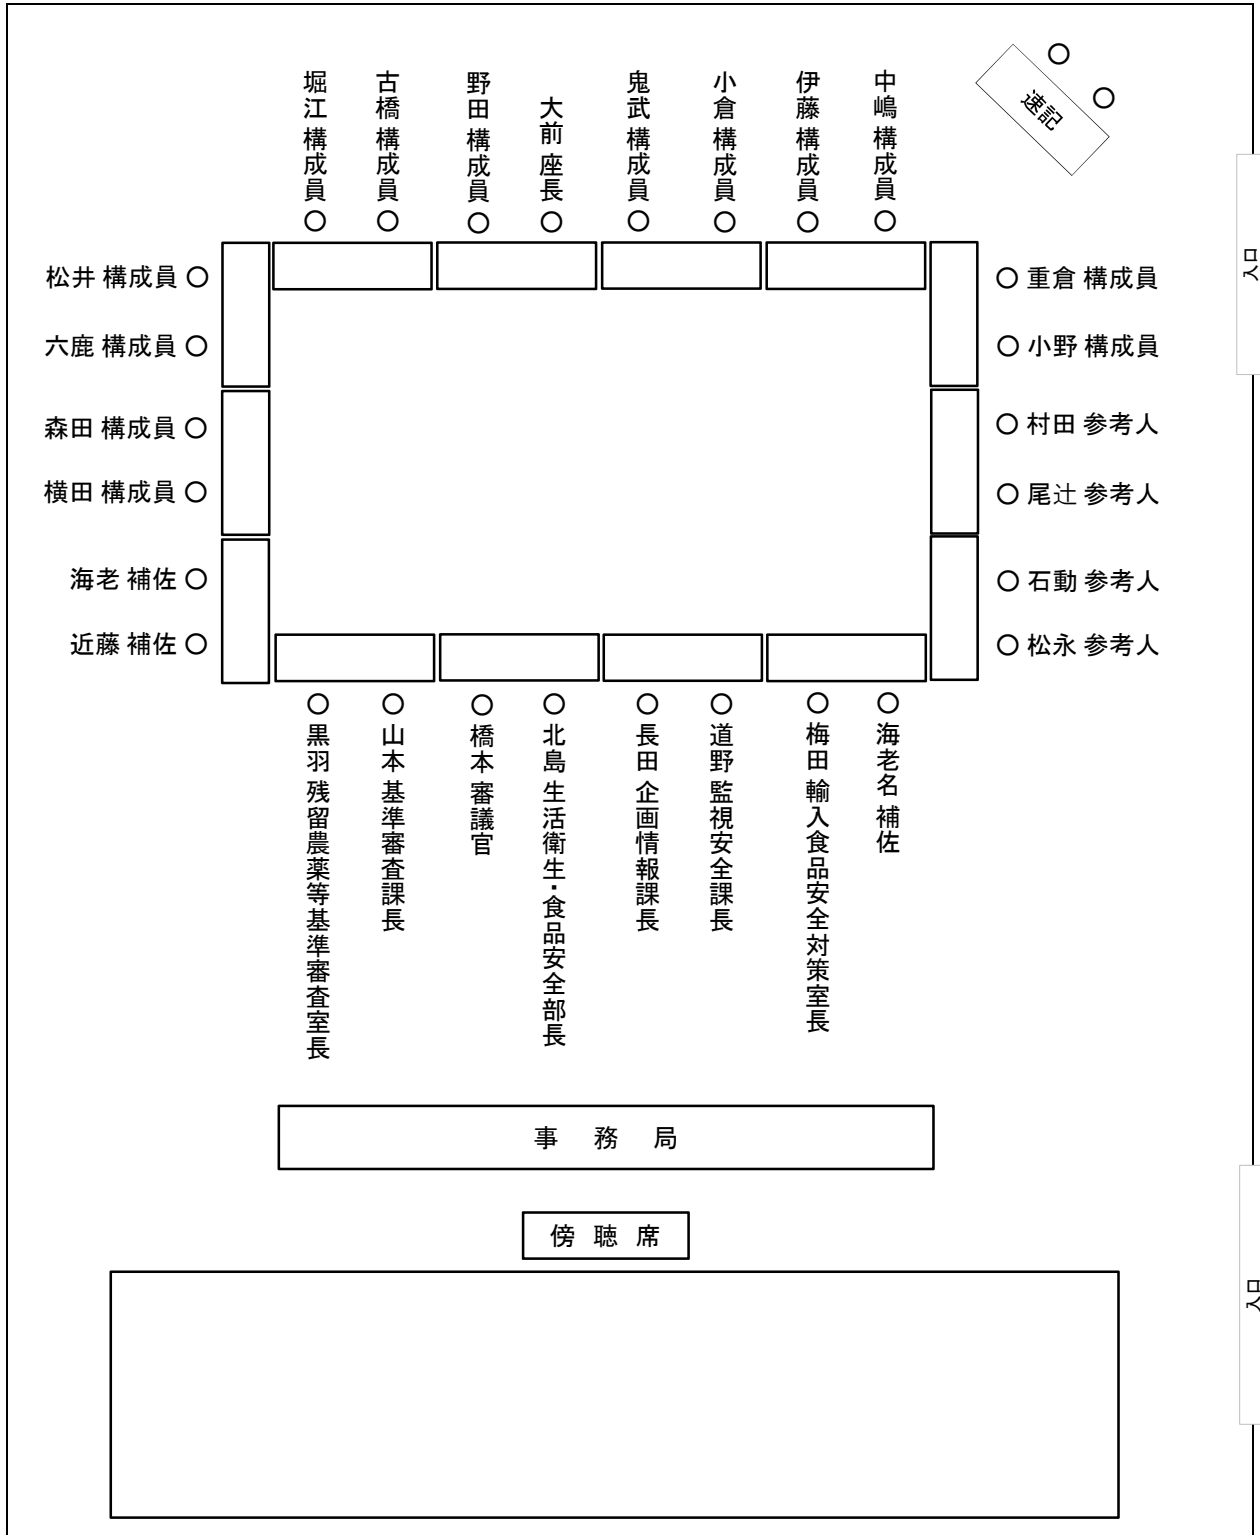 堀江 構成員
古橋 構成員
野田 構成員
大前 座長
鬼武 構成員
小倉 構成員
伊藤 構成員
中嶋 構成員
速記
入口
松井 構成員
六鹿 構成員
森田 構成員
横田 構成員
海老 補佐
近藤 補佐
重倉 構成員
小野 構成員
村田 参考人
尾辻 参考人
石動 参考人
松永 参考人
黒羽 残留農薬等基準審査室長
山本 基準審査課長
橋本 審議官
北島 生活衛生・食品安全部長
長田 企画情報課長
道野 監視安全課長
梅田 輸入食品安全対策室長
海老名 補佐
事務局
傍聴席
入口